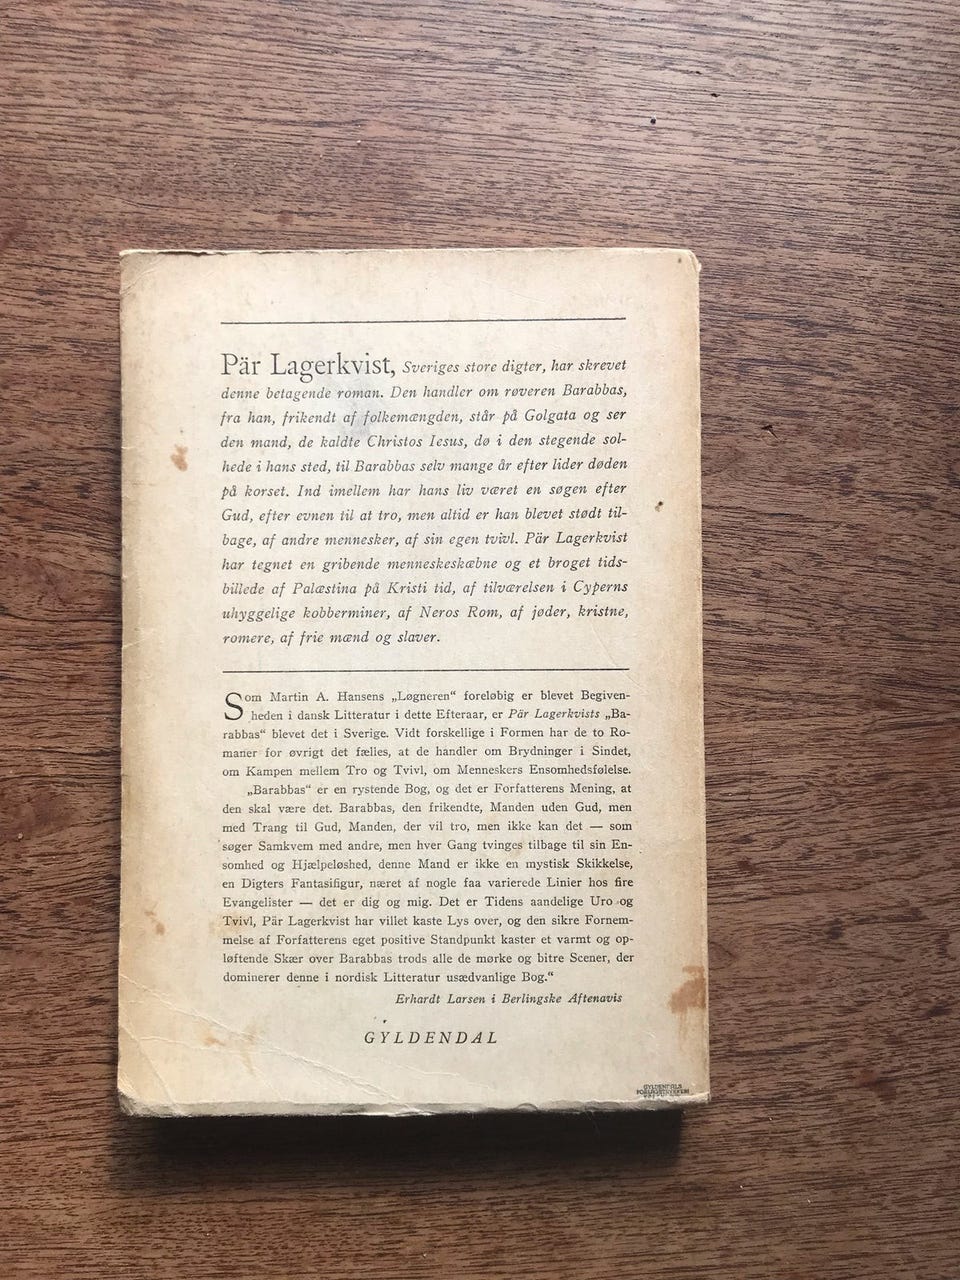 Pär Lagerkvist, Sveriges store digter, har skrevet
denne betagende roman. Den handler om røveren Barabbas,
fra han, frikendt af folkemængden, står på Golgata og ser
den mand, de kaldte Christos Iesus, dø i den stegende sol-
hede i hans sted, til Barabbas selv mange år efter lider døden
på korset. Ind imellem har hans liv været en søgen efter
Gud, efter evnen til at tro, men altid er han blevet stødt til-
bage, af andre mennesker, af sin egen tvivl. Pär Lagerkvist
har tegnet en gribende menneskeskæbne og et broget tids-
billede af Palæstina på Kristi tid, af tilværelsen i Cyperns
uhyggelige kobberminer, af Neros Rom, af jøder, kristne,
romere, af frie mænd og slaver.
Som Martin A. Hansens „Løgneren“ foreløbig er blevet Begiven-
heden i dansk Litteratur i dette Efteraar, er Pär Lagerkvists „Ba-
rabbas“ blevet det i Sverige. Vidt forskellige i Formen har de to Ro-
maner for øvrigt det fælles, at de handler om Brydninger i Sindet,
om Kampen mellem Tro og Tvivl, om Menneskers Ensomhedsfølelse.
„Barabbas“ er en rystende Bog, og det er Forfatterens Mening, at
den skal være det. Barabbas, den frikendte, Manden uden Gud, men
med Trang til Gud, Manden, der vil tro, men ikke kan det — som
søger Samkvem med andre, men hver Gang tvinges tilbage til sin En-
somhed og Hjælpeløshed, denne Mand er ikke en mystisk Skikkelse,
en Digters Fantasifigur, næret af nogle faa varierede Linier hos fire
Evangelister — det er dig og mig. Det er Tidens aandelige Uro og
Tvivl, Pär Lagerkvist har villet kaste Lys over, og den sikre Fornem-
melse af Forfatterens eget positive Standpunkt kaster et varmt og op-
løftende Skær over Barabbas trods alle de mørke og bitre Scener, der
dominerer denne i nordisk Litteratur usædvanlige Bog.“
Erhardt Larsen i Berlingske Aftenavis
GYLDENDAL
GYLDENDALS
FORLAGSTRYKKERI